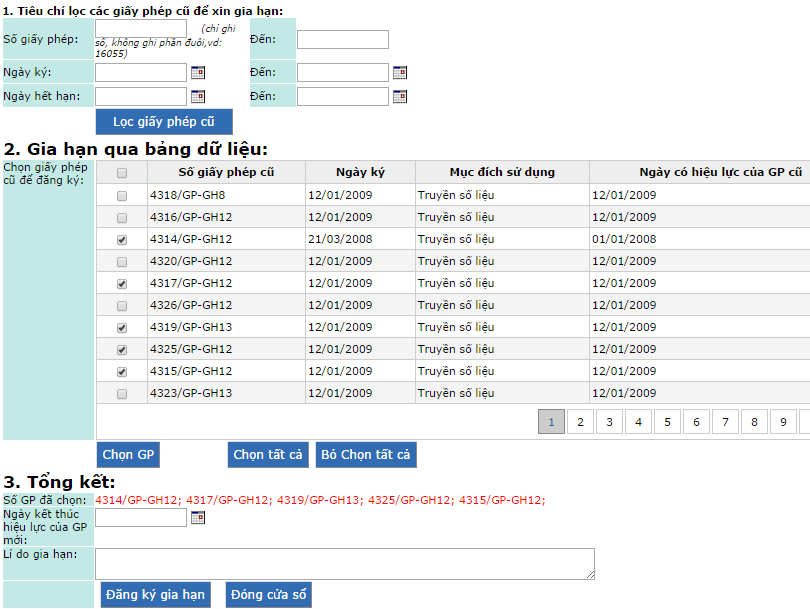 1. Tiêu chí lọc các giấy phép cũ để xin gia hạn:
Số giấy phép: (chỉ ghi số, không ghi phần đuôi,vd: 16055) Đến:
Ngày ký: Đến:
Ngày hết hạn: Đến:
Lọc giấy phép cũ
2. Gia hạn qua bảng dữ liệu:
Chọn giấy phép cũ để đăng ký:
Số giấy phép cũ Ngày ký Mục đích sử dụng Ngày có hiệu lực của GP cũ
4318/GP-GH8 12/01/2009 Truyền số liệu 12/01/2009
4316/GP-GH12 12/01/2009 Truyền số liệu 12/01/2009
4314/GP-GH12 21/03/2008 Truyền số liệu 01/01/2008
4320/GP-GH12 12/01/2009 Truyền số liệu 12/01/2009
4317/GP-GH12 12/01/2009 Truyền số liệu 12/01/2009
4326/GP-GH12 12/01/2009 Truyền số liệu 12/01/2009
4319/GP-GH13 12/01/2009 Truyền số liệu 12/01/2009
4325/GP-GH12 12/01/2009 Truyền số liệu 12/01/2009
4315/GP-GH12 12/01/2009 Truyền số liệu 12/01/2009
4323/GP-GH13 12/01/2009 Truyền số liệu 12/01/2009
1 2 3 4 5 6 7 8 9
Chọn GP Chọn tất cả Bỏ Chọn tất cả
3. Tổng kết:
Số GP đã chọn: 4314/GP-GH12; 4317/GP-GH12; 4319/GP-GH13; 4325/GP-GH12; 4315/GP-GH12;
Ngày kết thúc
hiệu lực của GP
mới:
Lí do gia hạn:
Đăng ký gia hạn Đóng cửa sổ